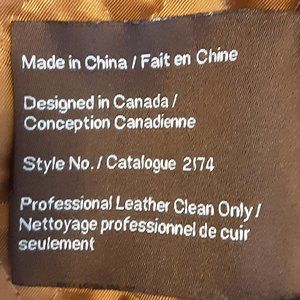 Made in China / Fait en Chine
Designed in Canada /
Conception Canadienne
Style No. / Catalogue 2174
Professional Leather Clean Only /
Nettoyage professionnel de cuir
seulement